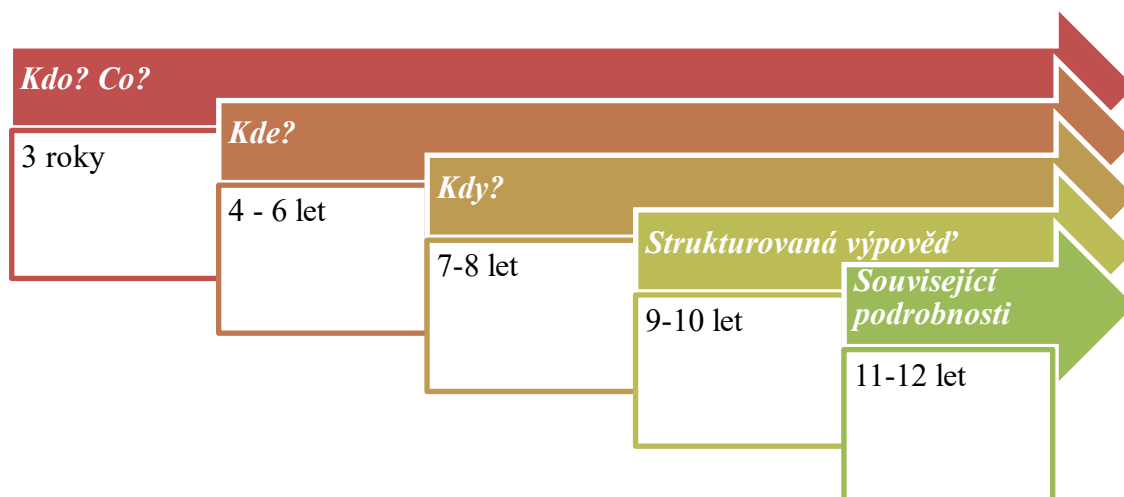 Kdo? Co?
3 roky
Kde?
4 - 6 let
Kdy?
7-8 let
Strukturovaná výpověď
9-10 let
Související
podrobnosti
11-12 let